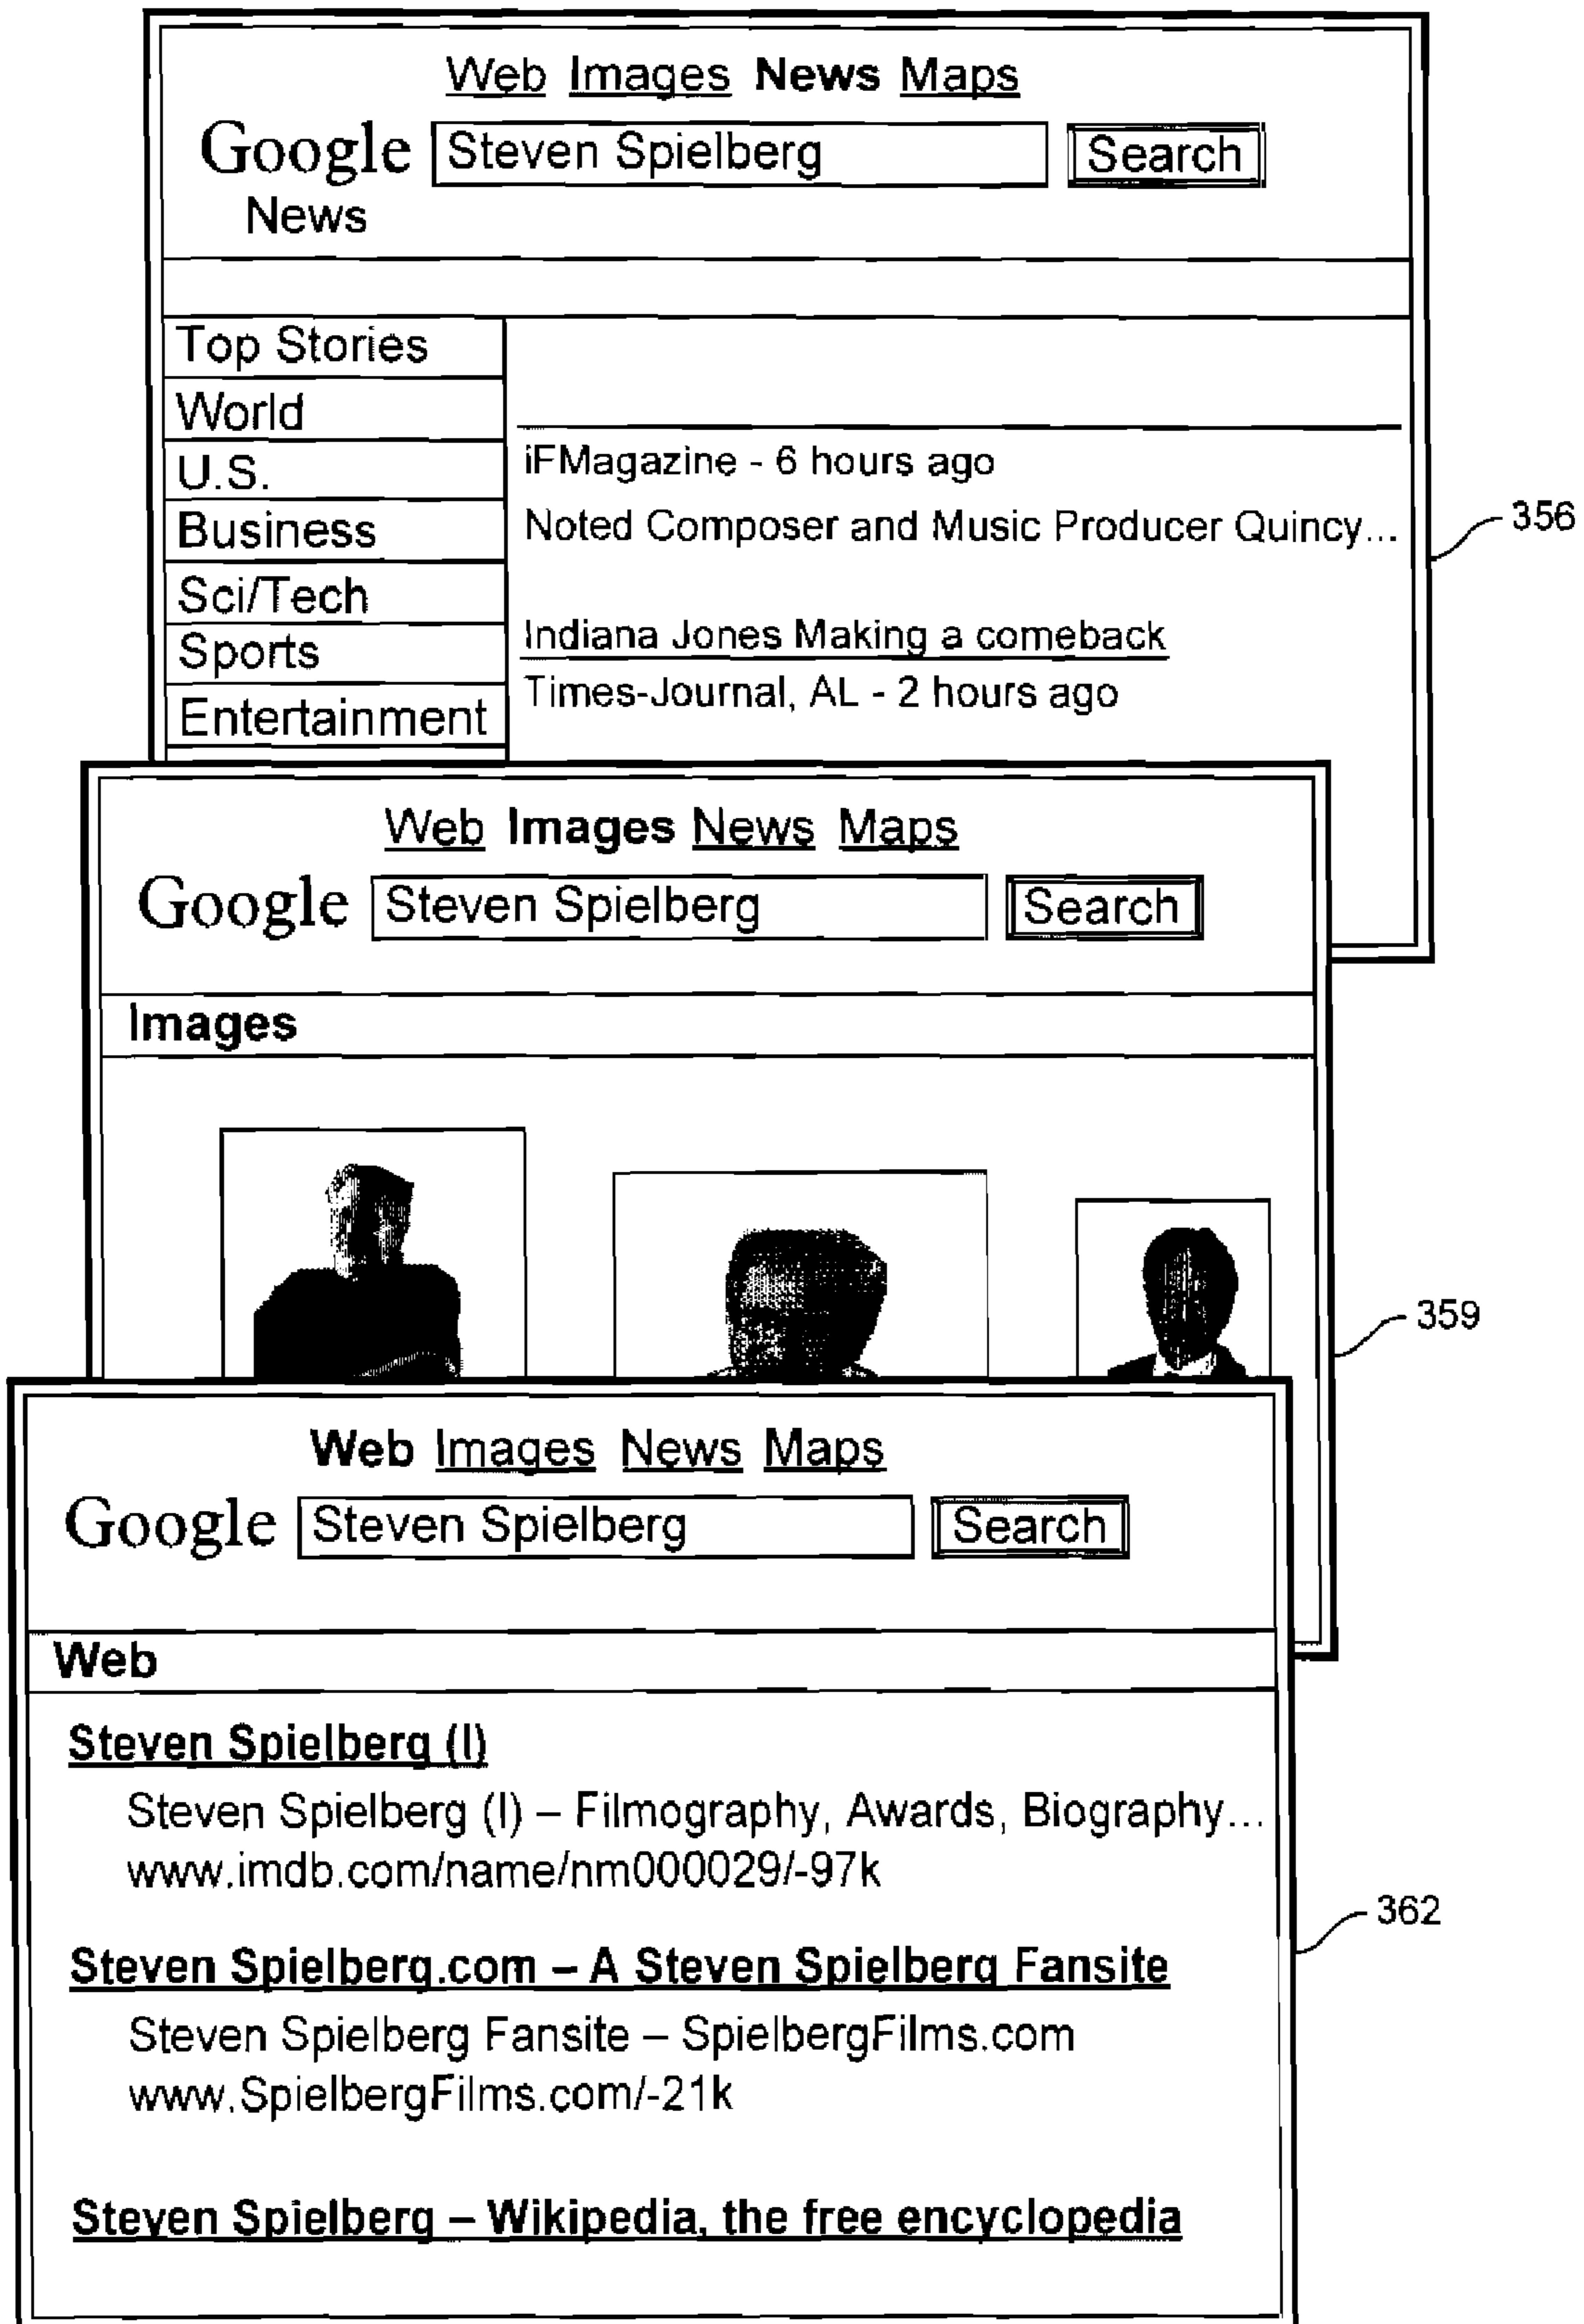 Web Images News Maps
Google Steven Spielberg Search
News
Top Stories
World
U.S.
Business
Sci/Tech
Sports
Entertainment
iFMagazine - 6 hours ago
Noted Composer and Music Producer Quincy...
Indiana Jones Making a comeback
Times-Journal, AL - 2 hours ago
356
Web Images News Maps
Google Steven Spielberg Search
Images
359
Web Images News Maps
Google Steven Spielberg Search
Web
Steven Spielberg (I)
Steven Spielberg (I) – Filmography, Awards, Biography...
www.imdb.com/name/nm000029/-97k
362
Steven Spielberg.com – A Steven Spielberg Fansite
Steven Spielberg Fansite – SpielbergFilms.com
www.SpielbergFilms.com/-21k
Steven Spielberg – Wikipedia, the free encyclopedia